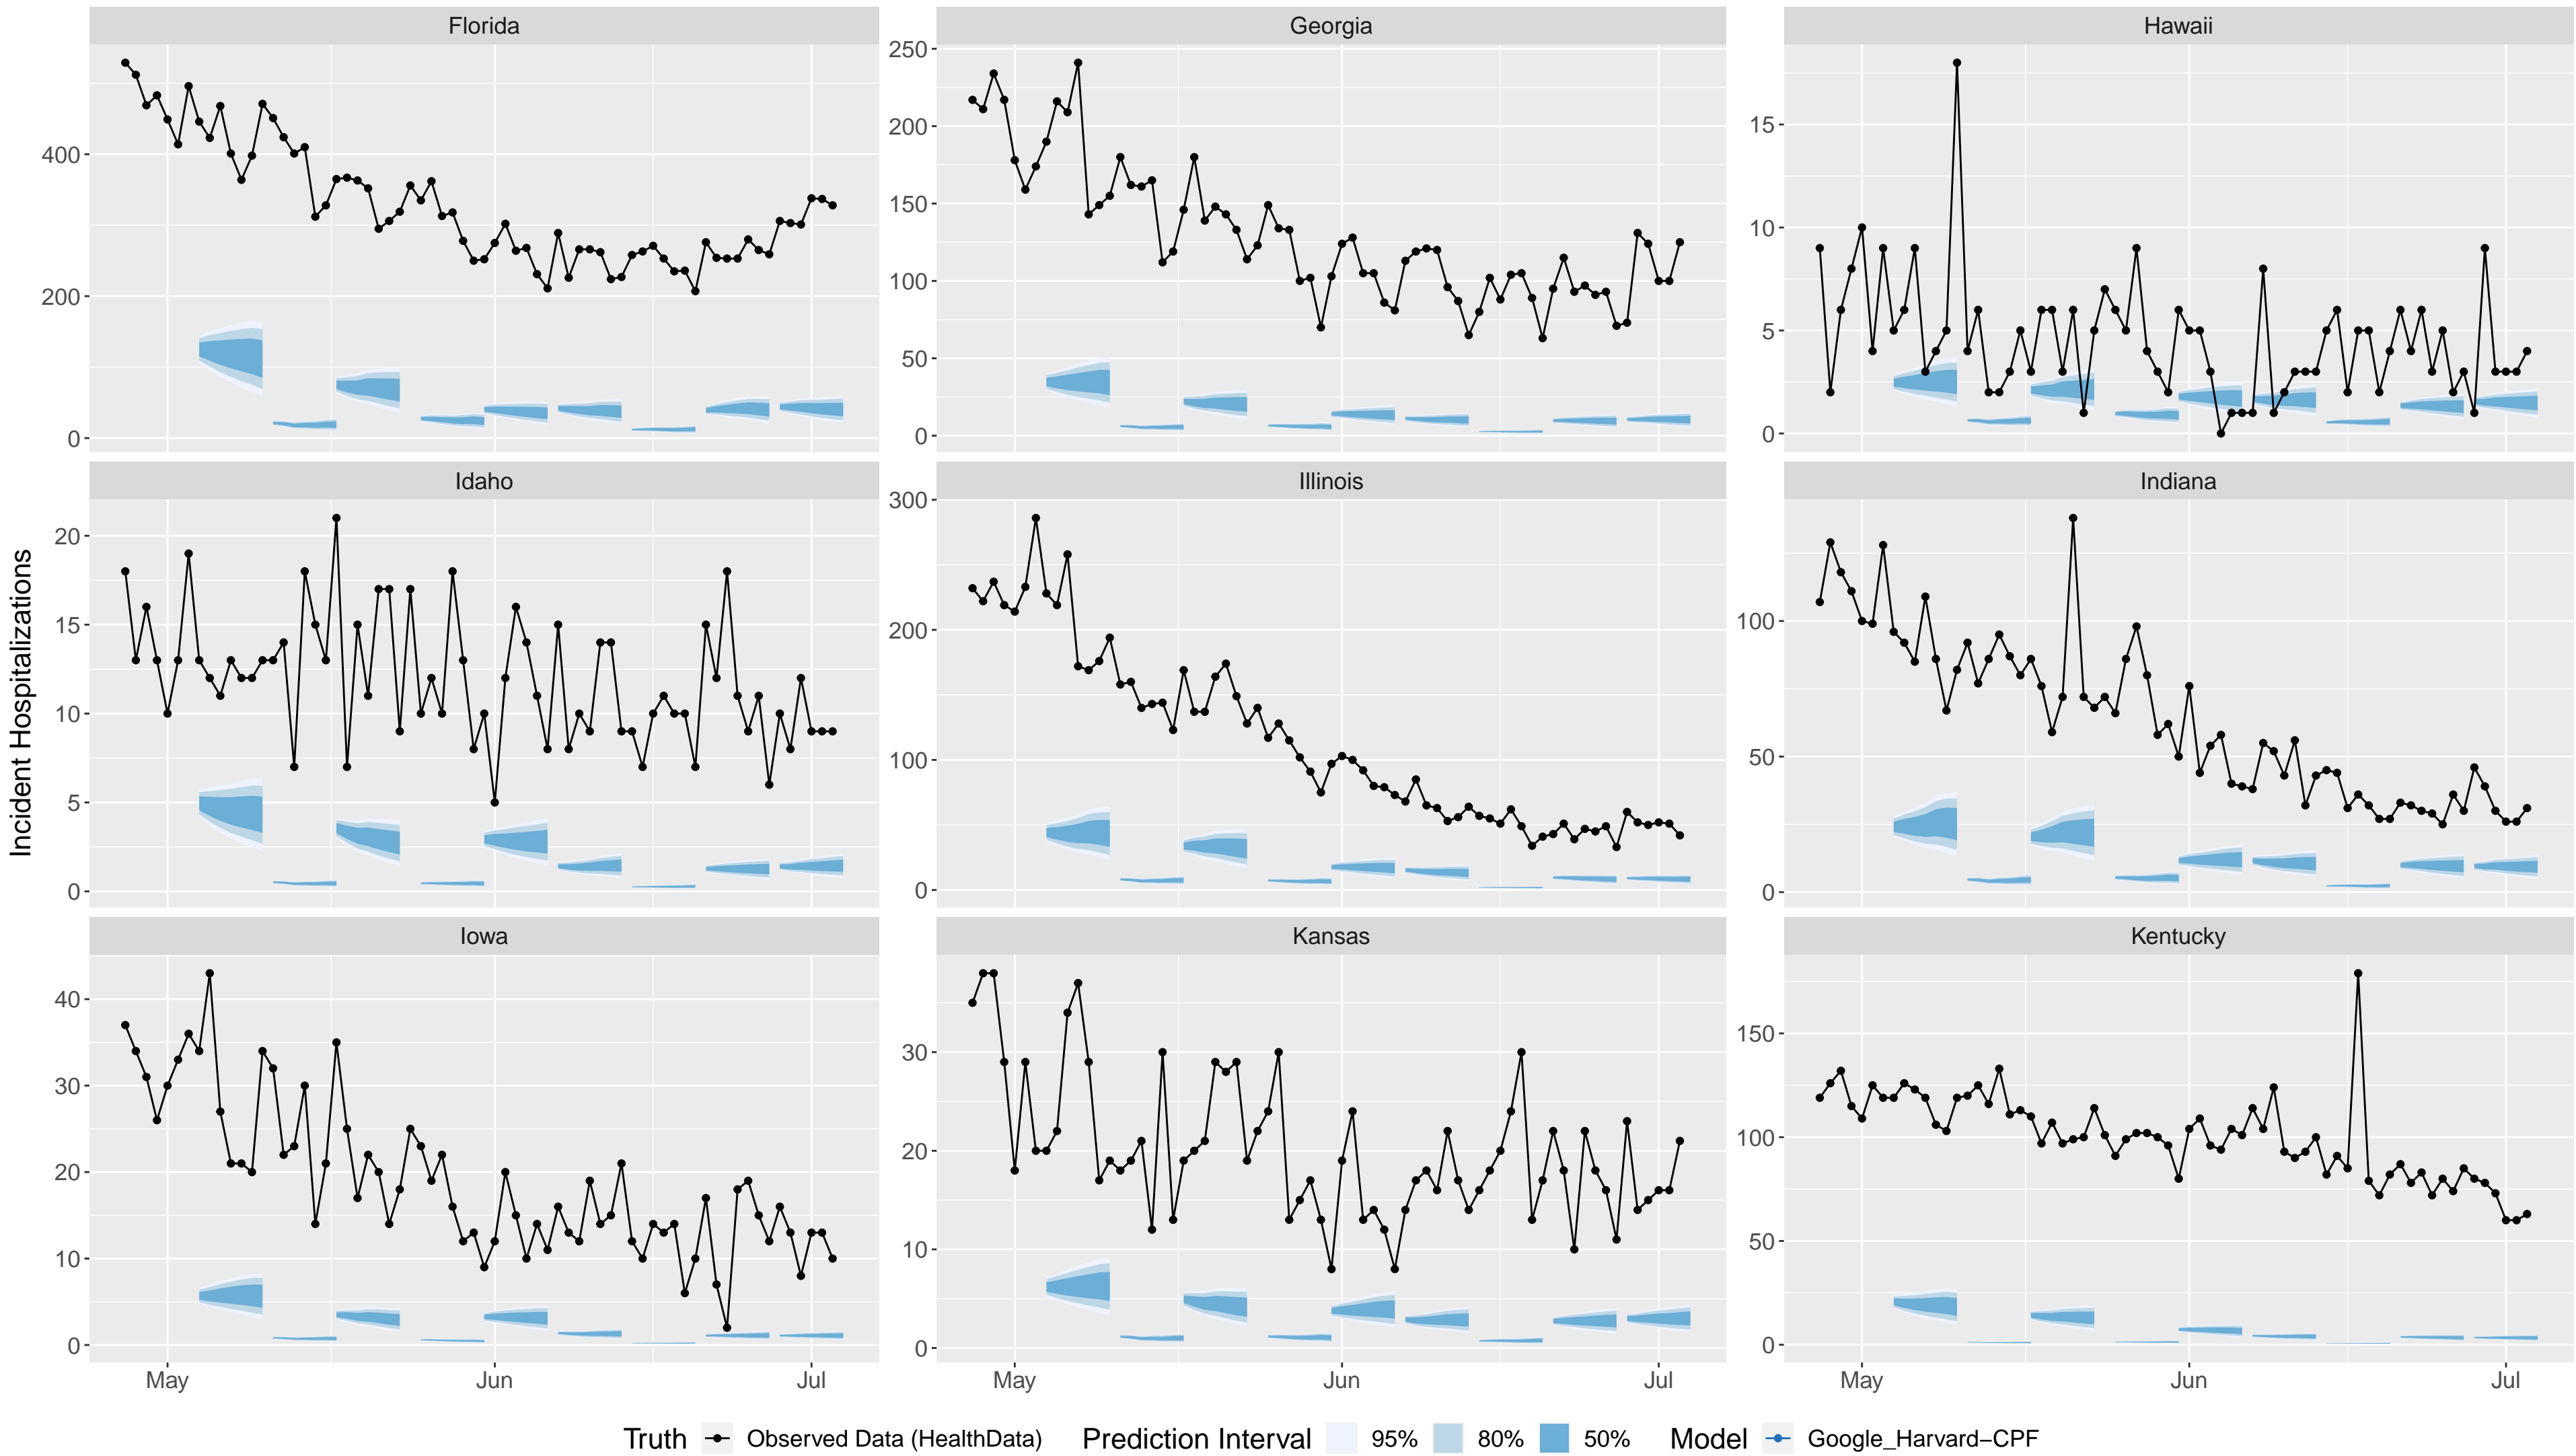 Florida
Georgia
Hawaii
400
200
0
250
200
150
100
50
0
15
10
5
0
Idaho
Illinois
Indiana
20
15
10
5
0
300
200
100
0
100
50
0
Incident Hospitalizations
Iowa
Kansas
Kentucky
40
30
20
10
0
30
20
10
0
150
100
50
0
May Jun Jul
May Jun Jul
May Jun Jul
Truth Observed Data (HealthData) Prediction Interval 95% 80% 50% Model Google_Harvard−CPF